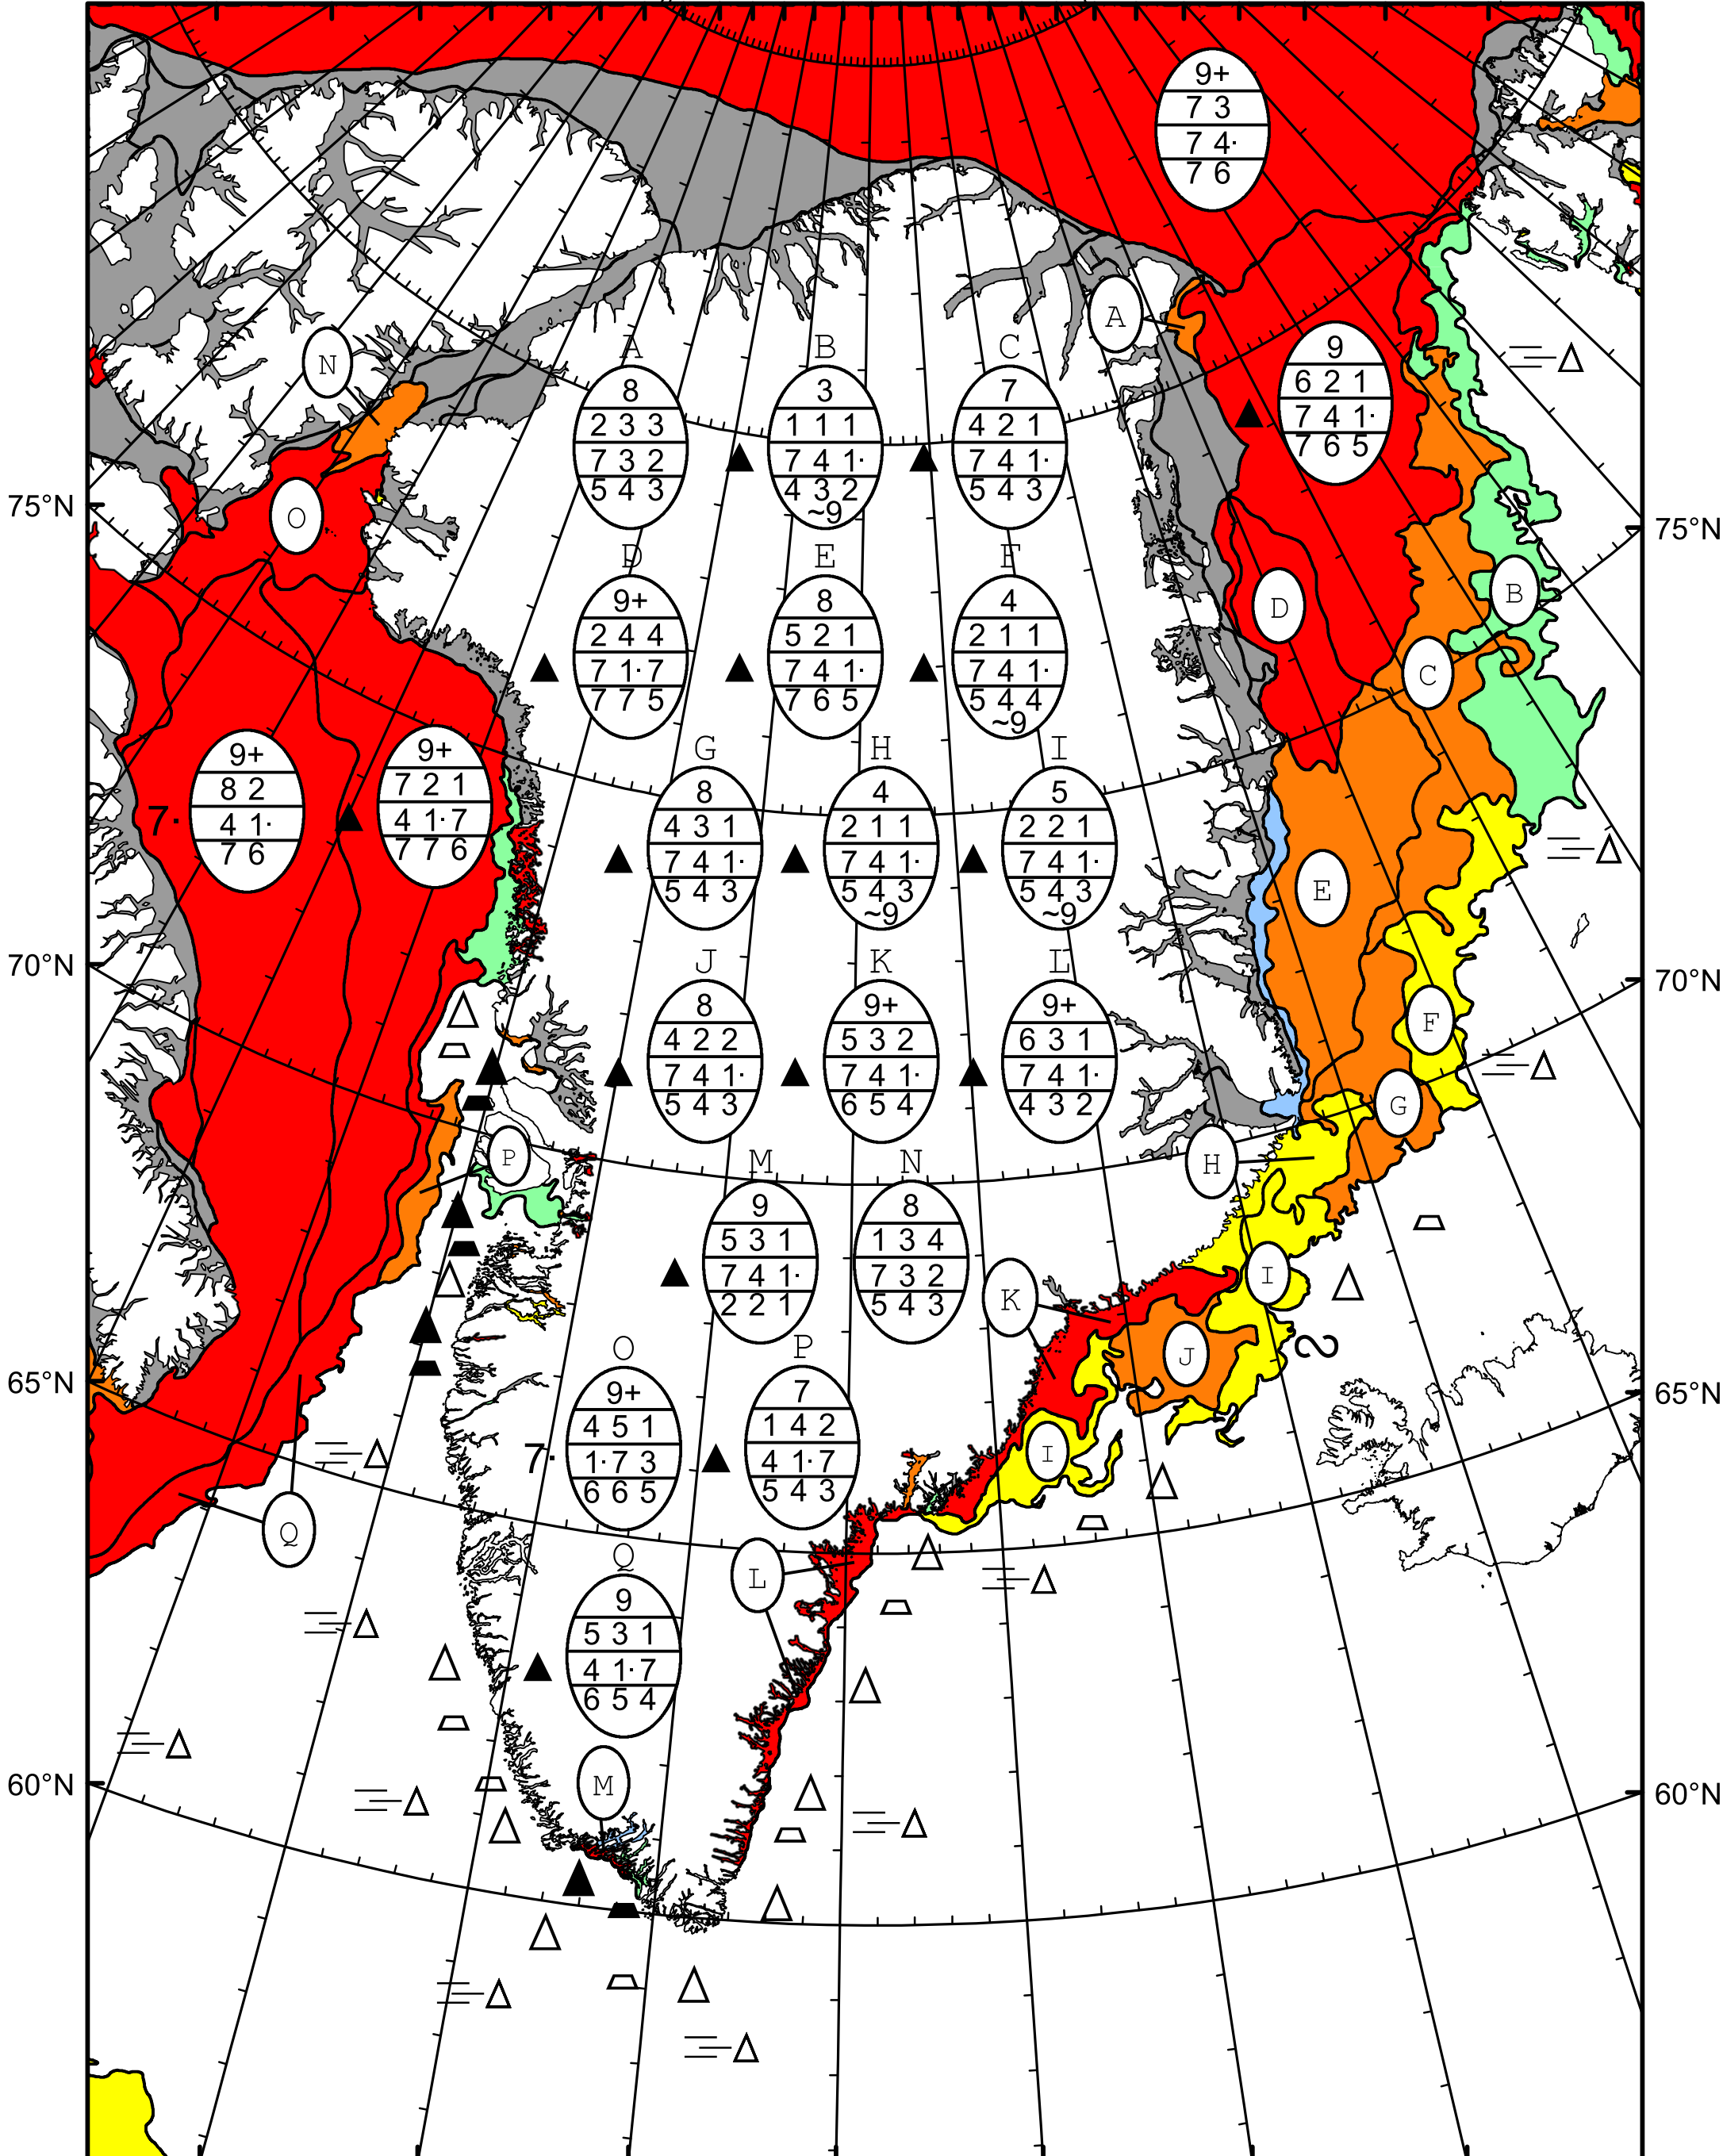 9+
7 3
7 4·
7 6
A
9
6 2 1
7 4 1·
7 6 5
N
A
8
2 3 3
7 3 2
5 4 3
B
3
1 1 1
7 4 1·
4 3 2
~9
C
7
4 2 1
7 4 1·
5 4 3
75°N
O
75°N
D
9+
2 4 4
7 1·7
7 7 5
E
8
5 2 1
7 4 1·
7 6 5
F
4
2 1 1
7 4 1·
5 4 4
~9
D
B
C
9+
8 2
7· 4 1·
7 6
9+
7 2 1
4 1·7
7 7 6
G
8
4 3 1
7 4 1·
5 4 3
H
4
2 1 1
7 4 1·
5 4 3
~9
I
5
2 2 1
7 4 1·
5 4 3
~9
E
70°N
70°N
J
8
4 2 2
7 4 1·
5 4 3
K
9+
5 3 2
7 4 1·
6 5 4
L
9+
6 3 1
7 4 1·
4 3 2
F
G
P
H
M
9
5 3 1
7 4 1·
2 2 1
N
8
1 3 4
7 3 2
5 4 3
K
I
J
65°N
65°N
O
9+
4 5 1
7· 1·7 3
6 6 5
P
7
1 4 2
4 1·7
5 4 3
I
Q
L
Q
9
5 3 1
4 1·7
6 5 4
M
60°N
60°N